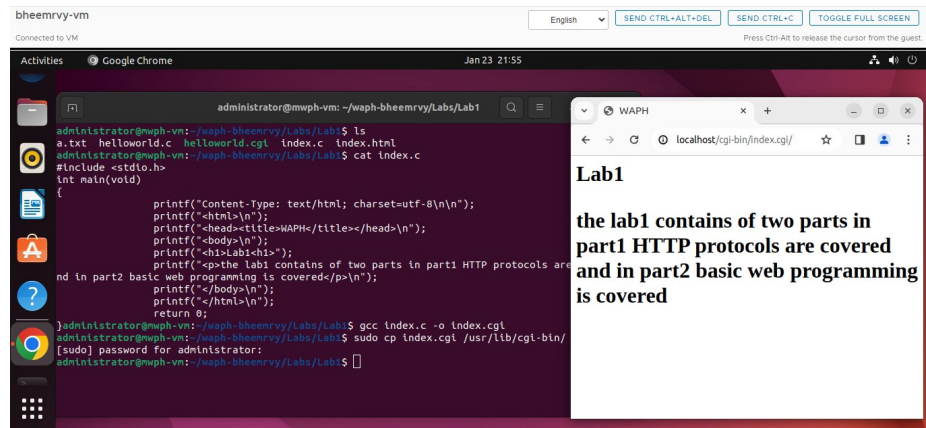 bheemrvy-vm
English
SEND CTRL+ALT+DEL
SEND CTRL+C
TOGGLE FULL SCREEN
Connected to VM
Press Ctrl-Alt to release the cursor from the guest.
Activities
Google Chrome
Jan 23 21:55
administrator@mwph-vm: ~/waph-bheemrvy/Labs/Lab1
administrator@mwph-vm:~/waph-bheemrvy/Labs/Lab1$ ls
a.txt helloworld.c helloworld.cgi index.c index.html
administrator@mwph-vm:~/waph-bheemrvy/Labs/Lab1$ cat index.c
#include <stdio.h>
int main(void)
{
printf("Content-Type: text/html; charset=utf-8\n\n");
printf("<html>\n");
printf("<head><title>WAPH</title></head>\n");
printf("<body>\n");
printf("<h1>Lab1<h1>");
printf("<p>the lab1 contains of two parts in part1 HTTP protocols are
nd in part2 basic web programming is covered</p>\n");
printf("</body>\n");
printf("</html>\n");
return 0;
}administrator@mwph-vm:~/waph-bheemrvy/Labs/Lab1$ gcc index.c -o index.cgi
administrator@mwph-vm:~/waph-bheemrvy/Labs/Lab1$ sudo cp index.cgi /usr/lib/cgi-bin/
[sudo] password for administrator:
administrator@mwph-vm:~/waph-bheemrvy/Labs/Lab1$
WAPH
localhost/cgi-bin/index.cgi/
Lab1
the lab1 contains of two parts in
part1 HTTP protocols are covered
and in part2 basic web programming
is covered